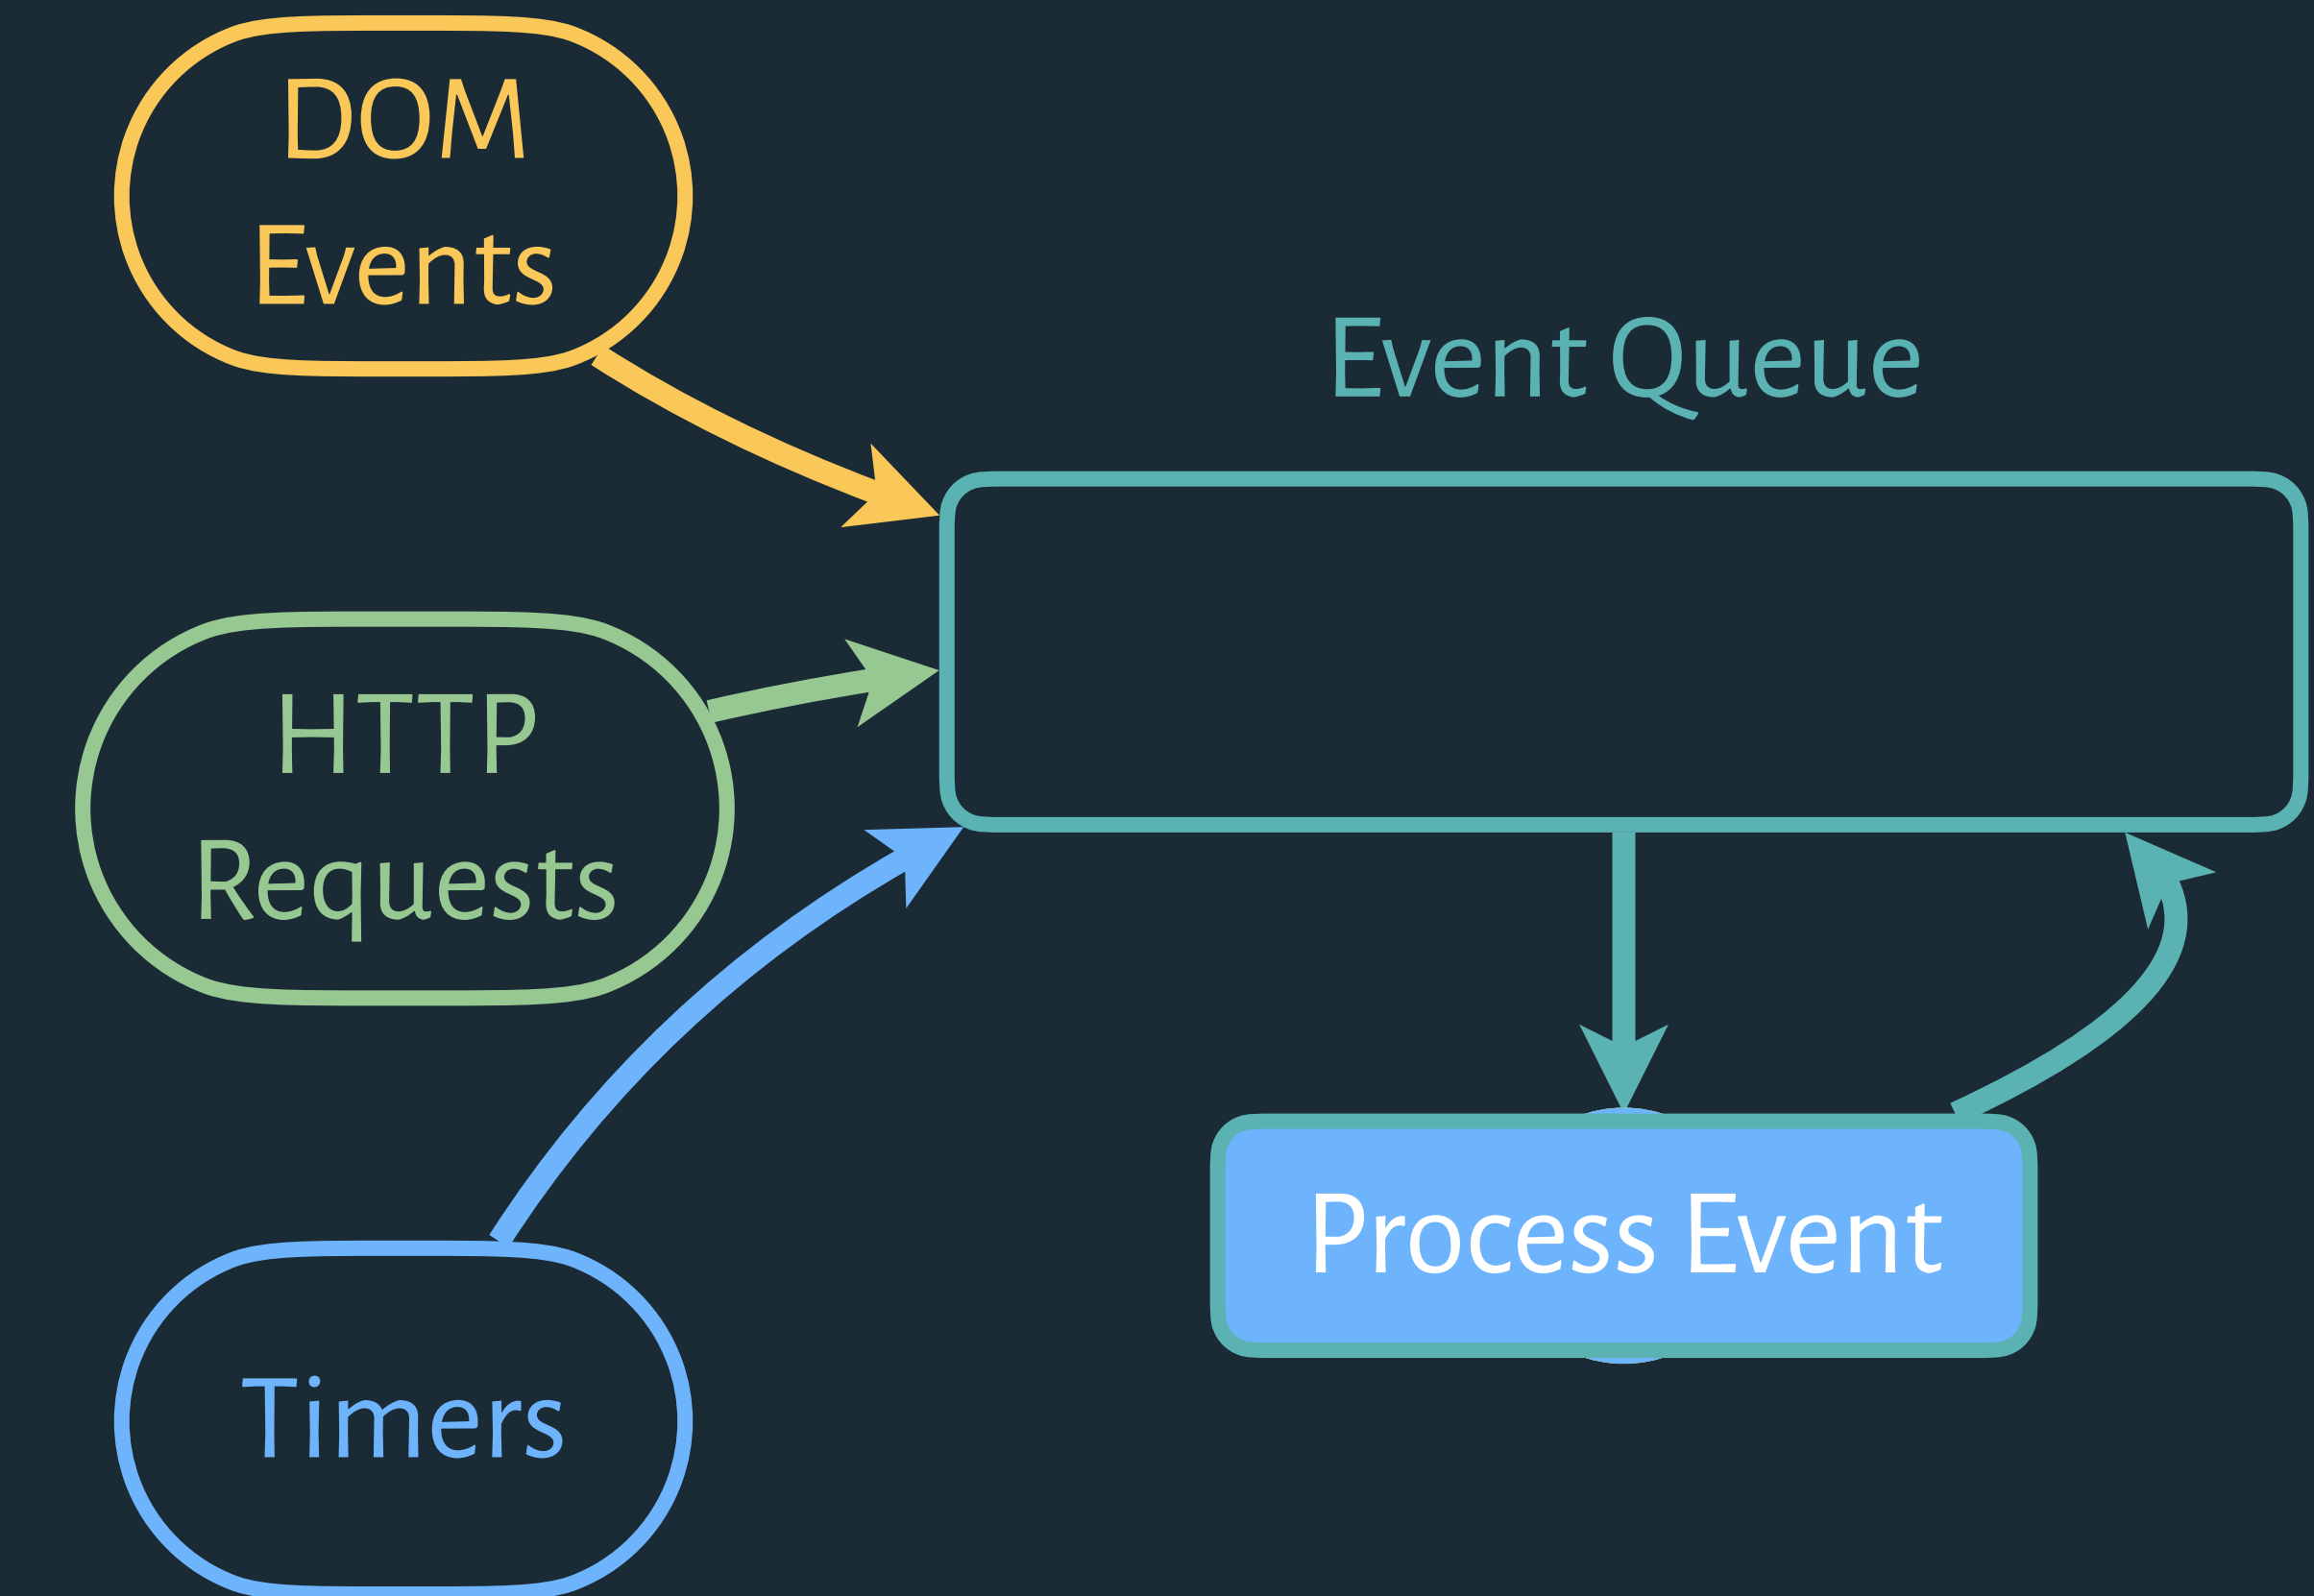 DOM
Events
Event Queue
HTTP
Requests
Process Event
Timers